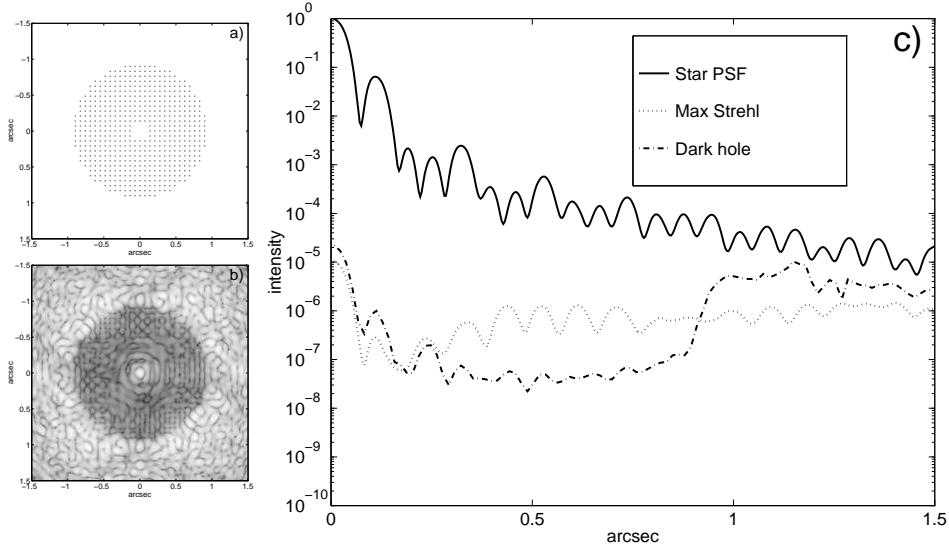 a)
−1.5
−1
−0.5
0
0.5
1
1.5
arcsec
−1.5 −1 −0.5 0 0.5 1 1.5
arcsec
b)
−1.5
−1
−0.5
0
0.5
1
1.5
arcsec
−1.5 −1 −0.5 0 0.5 1 1.5
arcsec
c)
10^0
10^−1
10^−2
10^−3
10^−4
10^−5
10^−6
10^−7
10^−8
10^−9
10^−10
intensity
Star PSF
Max Strehl
Dark hole
0 0.5 1 1.5
arcsec